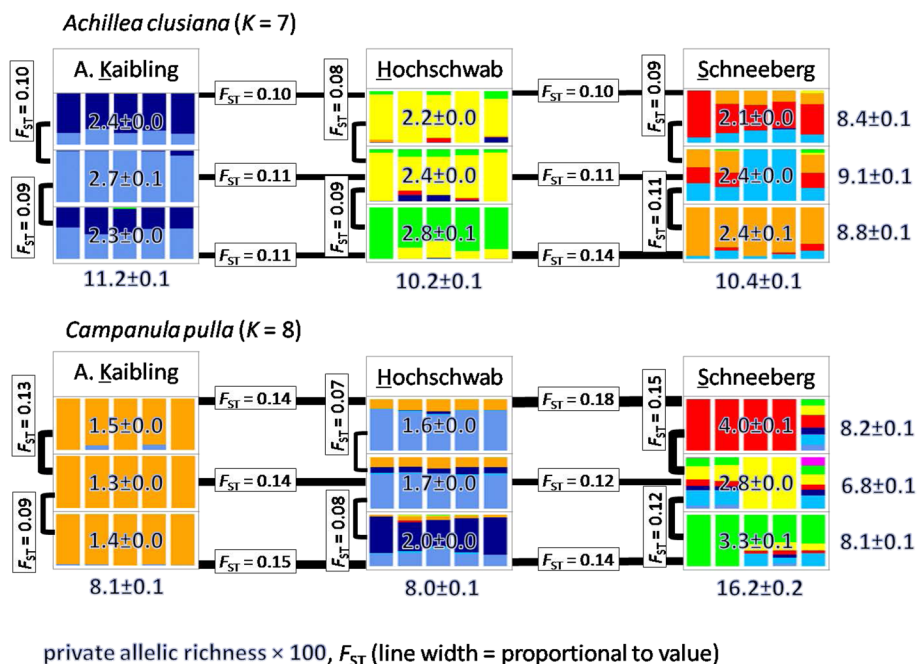 Achillea clusiana (K = 7)
A. Kaibling
Hochschwab
Schneeberg
FST = 0.10
FST = 0.10
FST = 0.08
FST = 0.10
FST = 0.09
2.4±0.0
2.2±0.0
2.1±0.0
8.4±0.1
2.7±0.1
FST = 0.11
2.4±0.0
FST = 0.11
2.4±0.0
9.1±0.1
FST = 0.09
FST = 0.09
FST = 0.11
2.3±0.0
2.8±0.1
2.4±0.1
8.8±0.1
FST = 0.11
FST = 0.14
11.2±0.1
10.2±0.1
10.4±0.1
Campanula pulla (K = 8)
A. Kaibling
Hochschwab
Schneeberg
FST = 0.13
FST = 0.14
FST = 0.07
FST = 0.18
FST = 0.15
1.5±0.0
1.6±0.0
4.0±0.1
8.2±0.1
1.3±0.0
FST = 0.14
1.7±0.0
FST = 0.12
2.8±0.0
6.8±0.1
FST = 0.09
FST = 0.08
FST = 0.12
1.4±0.0
2.0±0.0
3.3±0.1
8.1±0.1
FST = 0.15
FST = 0.14
8.1±0.1
8.0±0.1
16.2±0.2
private allelic richness × 100, FST (line width = proportional to value)